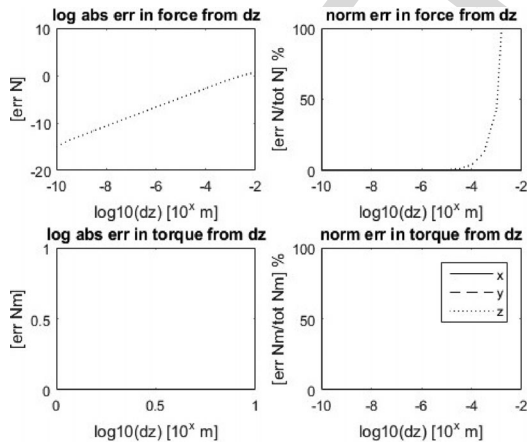 log abs err in force from dz
10
0
-10
-20
[err N]
-10
-8
-6
-4
-2
log10(dz) [10^x m]
norm err in force from dz
100
50
0
[err N/tot N] %
-10
-8
-6
-4
-2
log10(dz) [10^x m]
log abs err in torque from dz
1
0.5
0
[err Nm]
0
0.5
1
log10(dz) [10^x m]
norm err in torque from dz
100
50
0
[err Nm/tot Nm] %
x
y
z
-10
-8
-6
-4
-2
log10(dz) [10^x m]